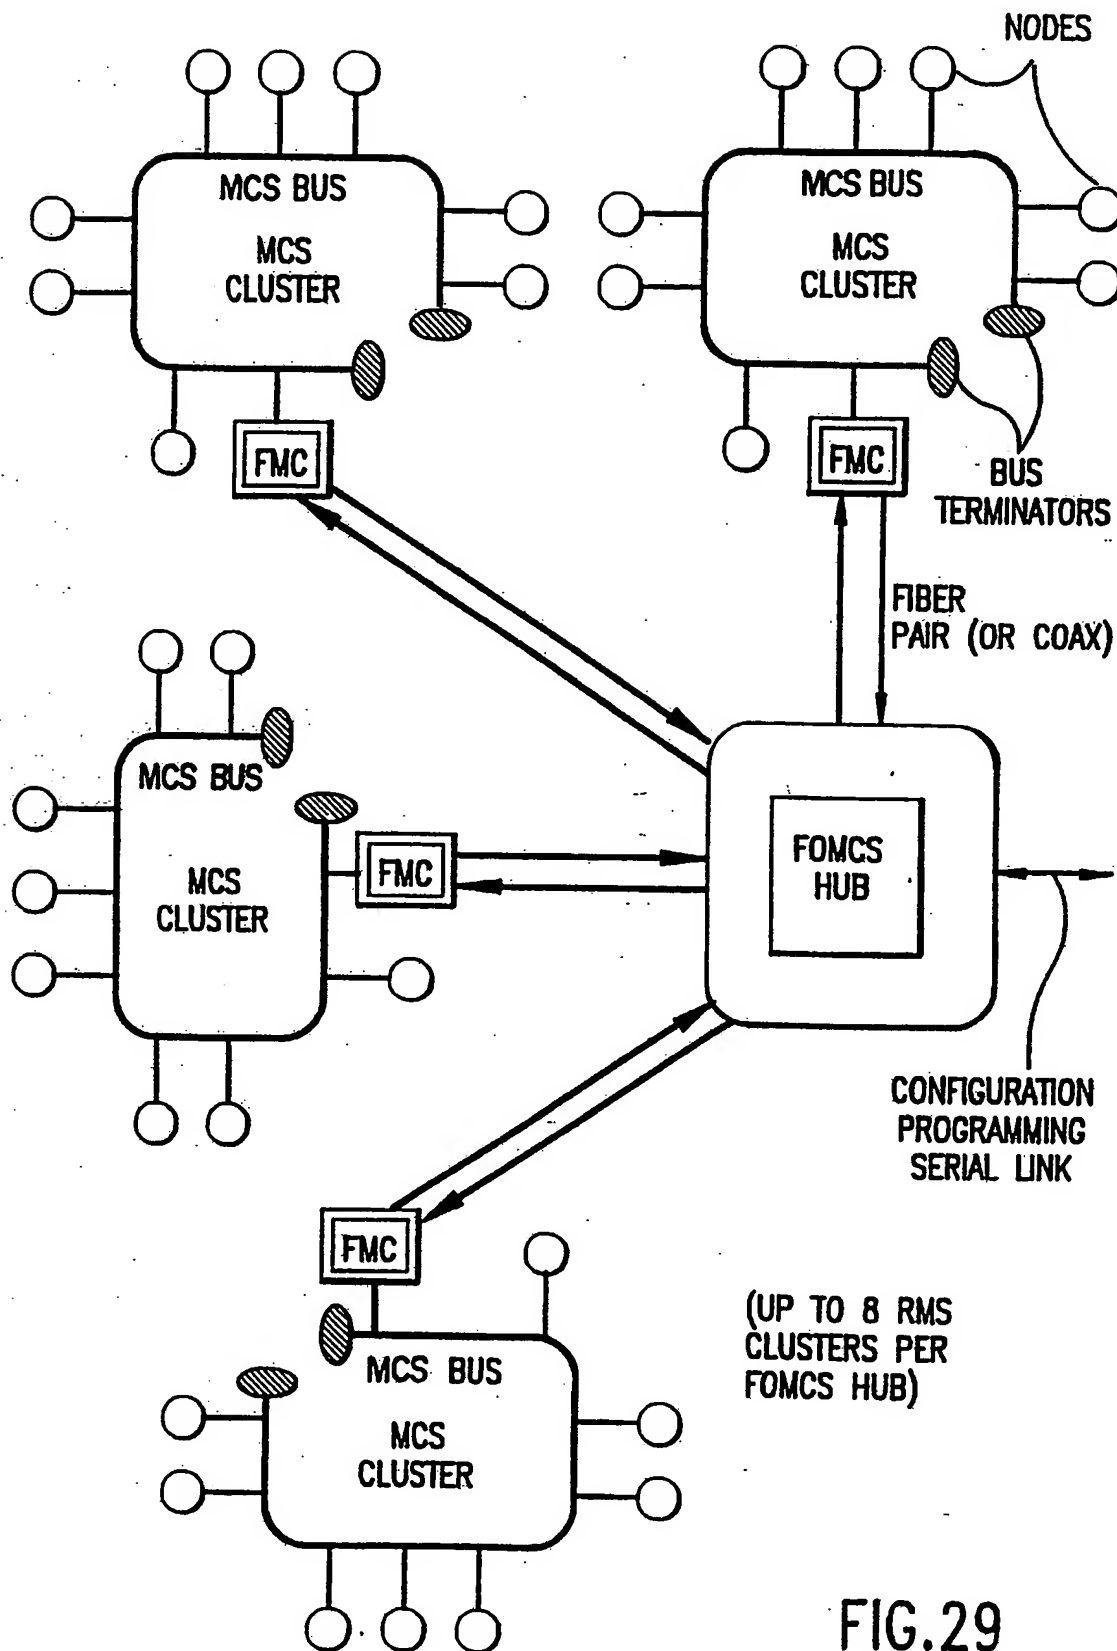 NODES
MCS BUS
MCS
CLUSTER
MCS BUS
MCS
CLUSTER
FMC
FMC
BUS
TERMINATORS
FIBER
PAIR (OR COAX)
MCS BUS
MCS
CLUSTER
FMC
FOMCS
HUB
CONFIGURATION
PROGRAMMING
SERIAL LINK
FMC
MCS BUS
MCS
CLUSTER
(UP TO 8 RMS
CLUSTERS PER
FOMCS HUB)
FIG.29